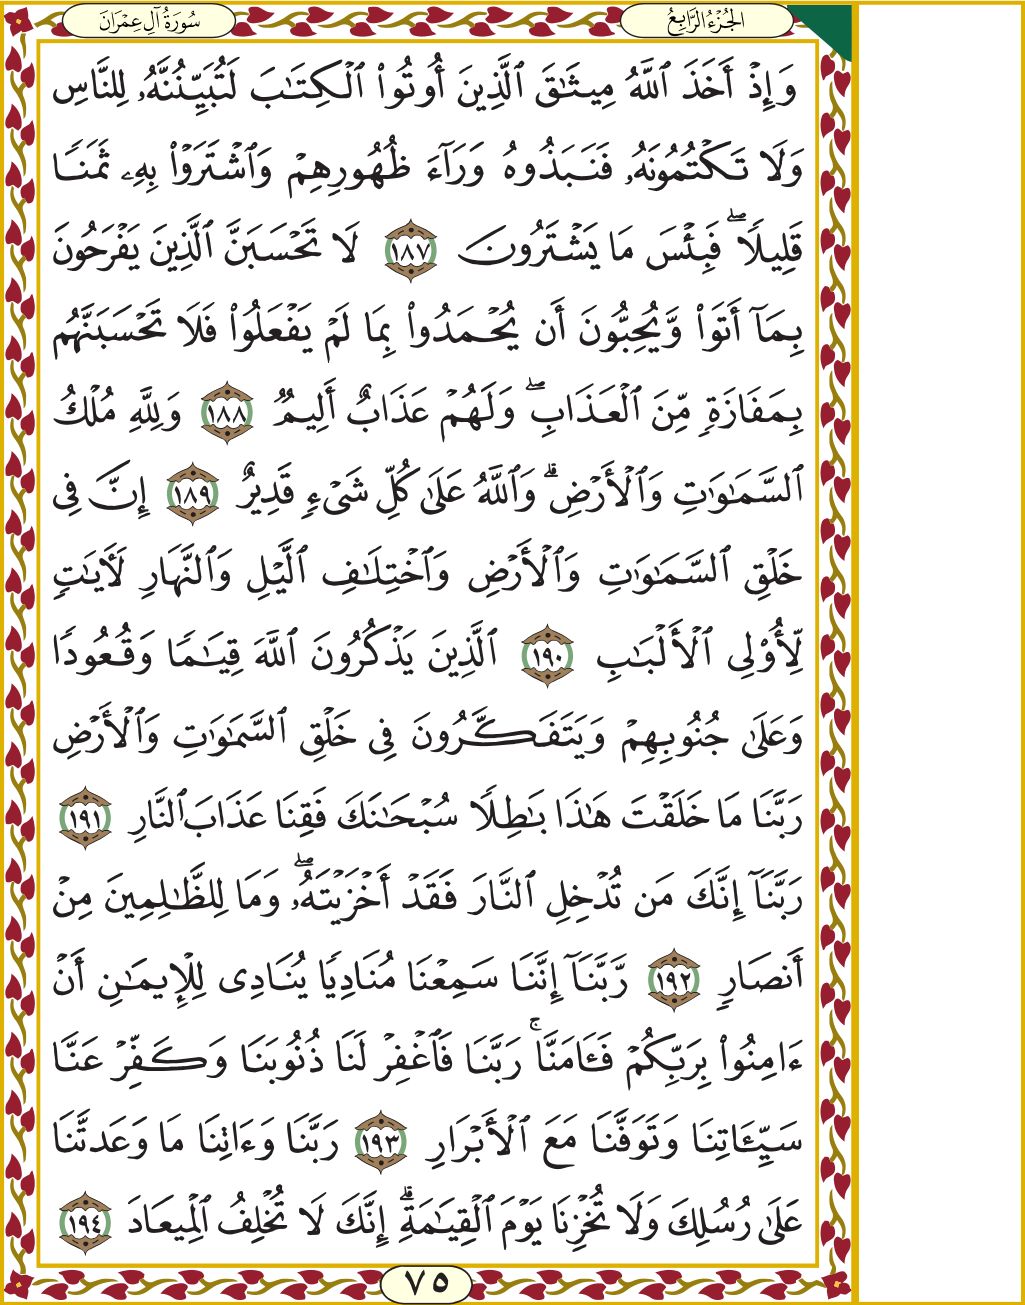 سُورَةُ آلِ عِمْرَانَ
الجُزْءُ الرَّابِعُ
وَإِذْ أَخَذَ ٱللَّهُ مِيثَٰقَ ٱلَّذِينَ أُوتُوا۟ ٱلْكِتَٰبَ لَتُبَيِّنُنَّهُۥ لِلنَّاسِ
وَلَا تَكْتُمُونَهُۥ فَنَبَذُوهُ وَرَآءَ ظُهُورِهِمْ وَٱشْتَرَوْا۟ بِهِۦ ثَمَنًا
قَلِيلًا ۖ فَبِئْسَ مَا يَشْتَرُونَ ١٨٧ لَا تَحْسَبَنَّ ٱلَّذِينَ يَفْرَحُونَ
بِمَآ أَتَوا۟ وَّيُحِبُّونَ أَن يُحْمَدُوا۟ بِمَا لَمْ يَفْعَلُوا۟ فَلَا تَحْسَبَنَّهُم
بِمَفَازَةٍ مِّنَ ٱلْعَذَابِ ۖ وَلَهُمْ عَذَابٌ أَلِيمٌ ١٨٨ وَلِلَّهِ مُلْكُ
ٱلسَّمَٰوَٰتِ وَٱلْأَرْضِ ۗ وَٱللَّهُ عَلَىٰ كُلِّ شَىْءٍ قَدِيرٌ ١٨٩ إِنَّ فِى
خَلْقِ ٱلسَّمَٰوَٰتِ وَٱلْأَرْضِ وَٱخْتِلَٰفِ ٱلَّيْلِ وَٱلنَّهَارِ لَءَايَٰتٍ
لِّأُو۟لِى ٱلْأَلْبَٰبِ ١٩٠ ٱلَّذِينَ يَذْكُرُونَ ٱللَّهَ قِيَٰمًا وَقُعُودًا
وَعَلَىٰ جُنُوبِهِمْ وَيَتَفَكَّرُونَ فِى خَلْقِ ٱلسَّمَٰوَٰتِ وَٱلْأَرْضِ
رَبَّنَا مَا خَلَقْتَ هَٰذَا بَٰطِلًا سُبْحَٰنَكَ فَقِنَا عَذَابَ ٱلنَّارِ ١٩١
رَبَّنَآ إِنَّكَ مَن تُدْخِلِ ٱلنَّارَ فَقَدْ أَخْزَيْتَهُۥ ۖ وَمَا لِلظَّٰلِمِينَ مِنْ
أَنصَارٍ ١٩٢ رَّبَّنَآ إِنَّنَا سَمِعْنَا مُنَادِيًا يُنَادِى لِلْإِيمَٰنِ أَنْ
ءَامِنُوا۟ بِرَبِّكُمْ فَـَٔامَنَّا ۚ رَبَّنَا فَٱغْفِرْ لَنَا ذُنُوبَنَا وَكَفِّرْ عَنَّا
سَيِّـَٔاتِنَا وَتَوَفَّنَا مَعَ ٱلْأَبْرَارِ ١٩٣ رَبَّنَا وَءَاتِنَا مَا وَعَدتَّنَا
عَلَىٰ رُسُلِكَ وَلَا تُخْزِنَا يَوْمَ ٱلْقِيَٰمَةِ ۗ إِنَّكَ لَا تُخْلِفُ ٱلْمِيعَادَ ١٩٤
٧٥